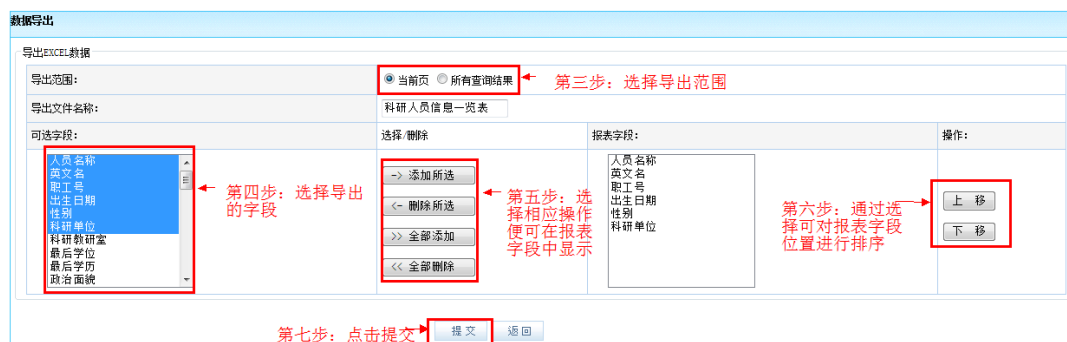 数据导出
导出EXCEL数据
导出范围：
当前页 所有查询结果
第三步：选择导出范围
导出文件名称：
科研人员信息一览表
可选字段：
选择/删除
报表字段：
操作：
人员名称
英文名
职工号
出生日期
性别
科研单位
科研教研室
最后学位
最后学历
政治面貌
第四步：选择导出
的字段
-> 添加所选
<- 删除所选
>> 全部添加
<< 全部删除
第五步：选
择相应操作
便可在报表
字段中显示
人员名称
英文名
职工号
出生日期
性别
科研单位
第六步：通过选
择可对报表字段
位置进行排序
上 移
下 移
第七步：点击提交
提 交
返 回